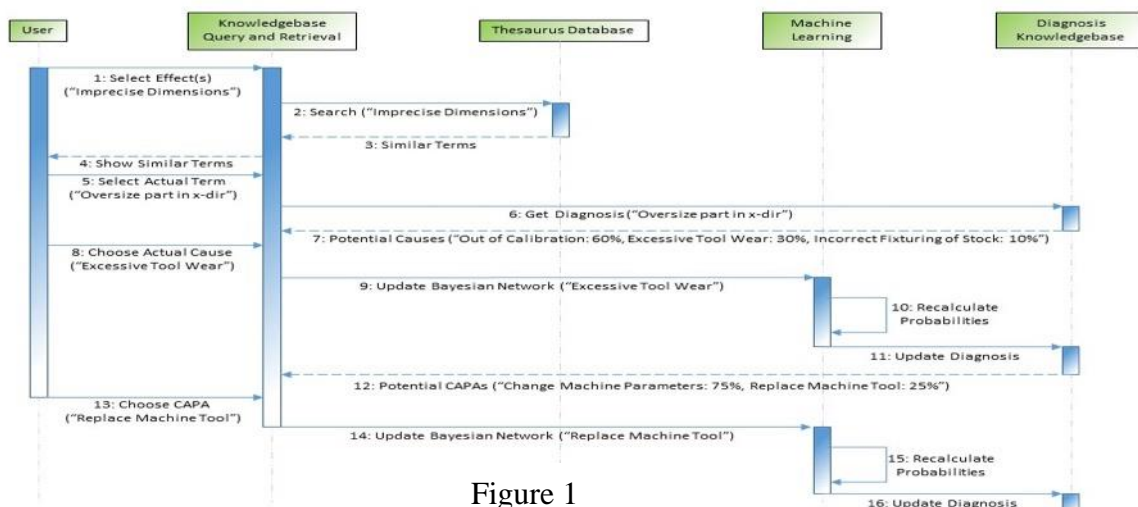 User
Knowledgebase
Query and Retrieval
Thesaurus Database
Machine
Learning
Diagnosis
Knowledgebase
1: Select Effect(s)
(“Imprecise Dimensions”)
2: Search (“Imprecise Dimensions”)
3: Similar Terms
4: Show Similar Terms
5: Select Actual Term
(“Oversize part in x-dir”)
6: Get Diagnosis (“Oversize part in x-dir”)
7: Potential Causes (“Out of Calibration: 60%, Excessive Tool Wear: 30%, Incorrect Fixturing of Stock: 10%”)
8: Choose Actual Cause
(“Excessive Tool Wear”)
9: Update Bayesian Network (“Excessive Tool Wear”)
10: Recalculate
Probabilities
11: Update Diagnosis
12: Potential CAPAs (“Change Machine Parameters: 75%, Replace Machine Tool: 25%”)
13: Choose CAPA
(“Replace Machine Tool”)
14: Update Bayesian Network (“Replace Machine Tool”)
15: Recalculate
Probabilities
16: Update Diagnosis
Figure 1